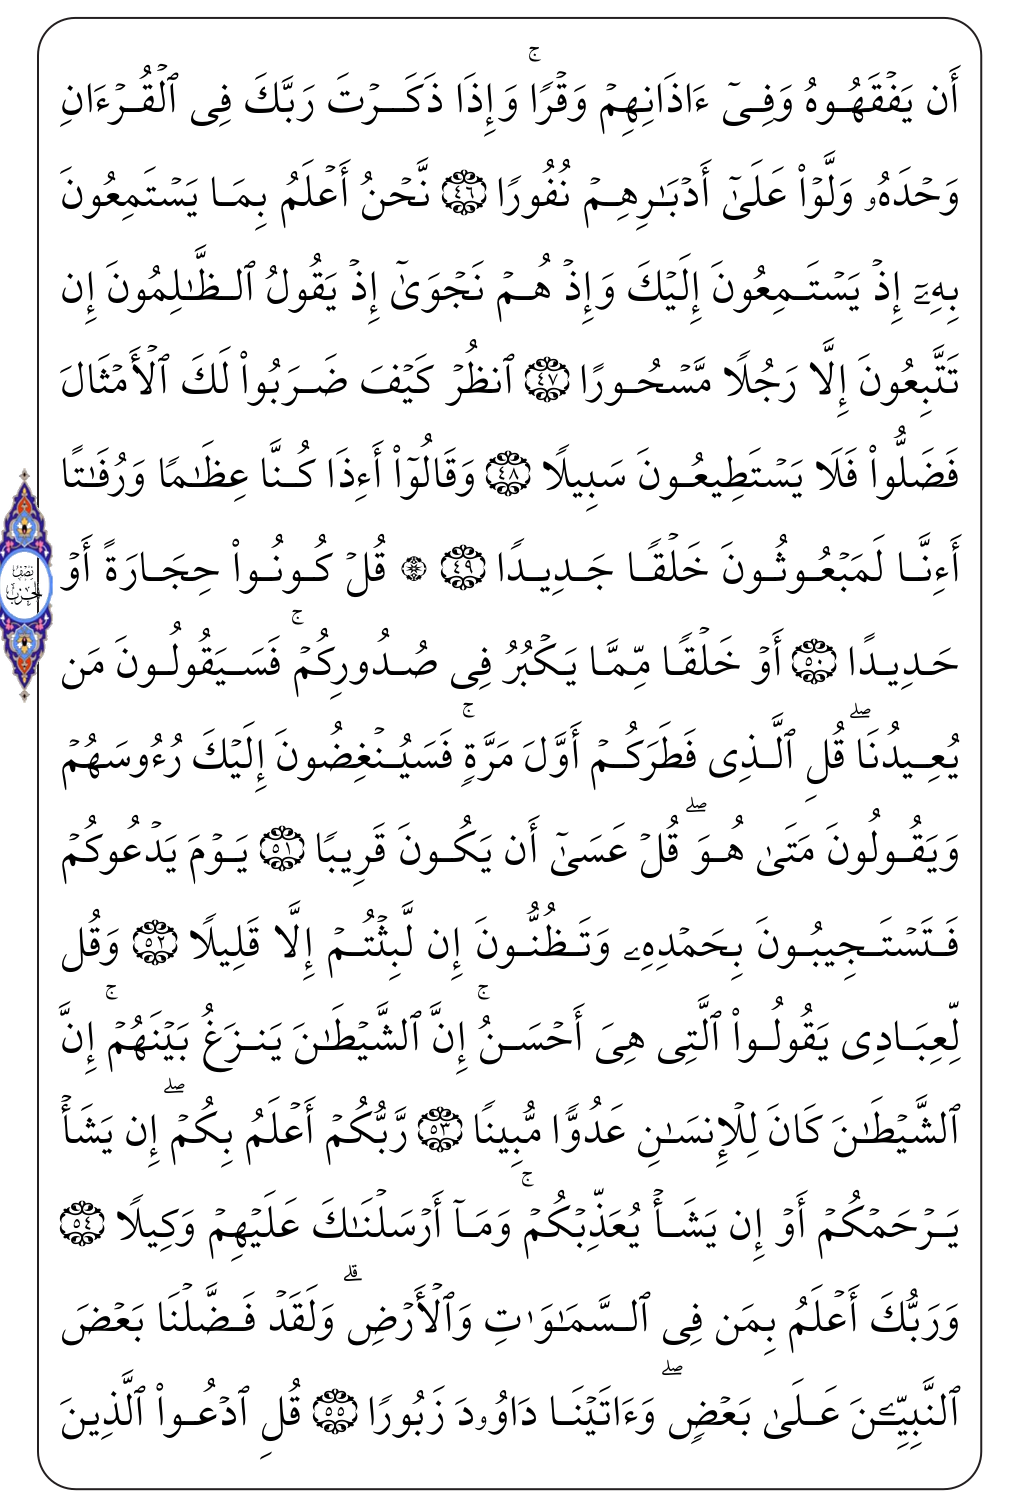 أَن يَفۡقَهُوهُ وَفِيٓ ءَاذَانِهِمۡ وَقۡرٗاۚ وَإِذَا ذَكَرۡتَ رَبَّكَ فِي ٱلۡقُرۡءَانِ
وَحۡدَهُۥ وَلَّوۡاْ عَلَىٰٓ أَدۡبَٰرِهِمۡ نُفُورٗا ٤٦ نَّحۡنُ أَعۡلَمُ بِمَا يَسۡتَمِعُونَ
بِهِۦٓ إِذۡ يَسۡتَمِعُونَ إِلَيۡكَ وَإِذۡ هُمۡ نَجۡوَىٰٓ إِذۡ يَقُولُ ٱلظَّٰلِمُونَ إِن
تَتَّبِعُونَ إِلَّا رَجُلٗا مَّسۡحُورًا ٤٧ ٱنظُرۡ كَيۡفَ ضَرَبُواْ لَكَ ٱلۡأَمۡثَالَ
فَضَلُّواْ فَلَا يَسۡتَطِيعُونَ سَبِيلٗا ٤٨ وَقَالُوٓاْ أَءِذَا كُنَّا عِظَٰمٗا وَرُفَٰتًا
أَءِنَّا لَمَبۡعُوثُونَ خَلۡقٗا جَدِيدٗا ٤٩ ۞ قُلۡ كُونُواْ حِجَارَةً أَوۡ
نصف الحزب
حَدِيدًا ٥٠ أَوۡ خَلۡقٗا مِّمَّا يَكۡبُرُ فِي صُدُورِكُمۡۚ فَسَيَقُولُونَ مَن
يُعِيدُنَاۖ قُلِ ٱلَّذِي فَطَرَكُمۡ أَوَّلَ مَرَّةٖۚ فَسَيُنۡغِضُونَ إِلَيۡكَ رُءُوسَهُمۡ
وَيَقُولُونَ مَتَىٰ هُوَۖ قُلۡ عَسَىٰٓ أَن يَكُونَ قَرِيبٗا ٥١ يَوۡمَ يَدۡعُوكُمۡ
فَتَسۡتَجِيبُونَ بِحَمۡدِهِۦ وَتَظُنُّونَ إِن لَّبِثۡتُمۡ إِلَّا قَلِيلٗا ٥٢ وَقُل
لِّعِبَادِي يَقُولُواْ ٱلَّتِي هِيَ أَحۡسَنُۚ إِنَّ ٱلشَّيۡطَٰنَ يَنزَغُ بَيۡنَهُمۡۚ إِنَّ
ٱلشَّيۡطَٰنَ كَانَ لِلۡإِنسَٰنِ عَدُوّٗا مُّبِينٗا ٥٣ رَّبُّكُمۡ أَعۡلَمُ بِكُمۡۖ إِن يَشَأۡ
يَرۡحَمۡكُمۡ أَوۡ إِن يَشَأۡ يُعَذِّبۡكُمۡۚ وَمَآ أَرۡسَلۡنَٰكَ عَلَيۡهِمۡ وَكِيلٗا ٥٤
وَرَبُّكَ أَعۡلَمُ بِمَن فِي ٱلسَّمَٰوَٰتِ وَٱلۡأَرۡضِۗ وَلَقَدۡ فَضَّلۡنَا بَعۡضَ
ٱلنَّبِيِّـۧنَ عَلَىٰ بَعۡضٖۖ وَءَاتَيۡنَا دَاوُۥدَ زَبُورٗا ٥٥ قُلِ ٱدۡعُواْ ٱلَّذِينَ